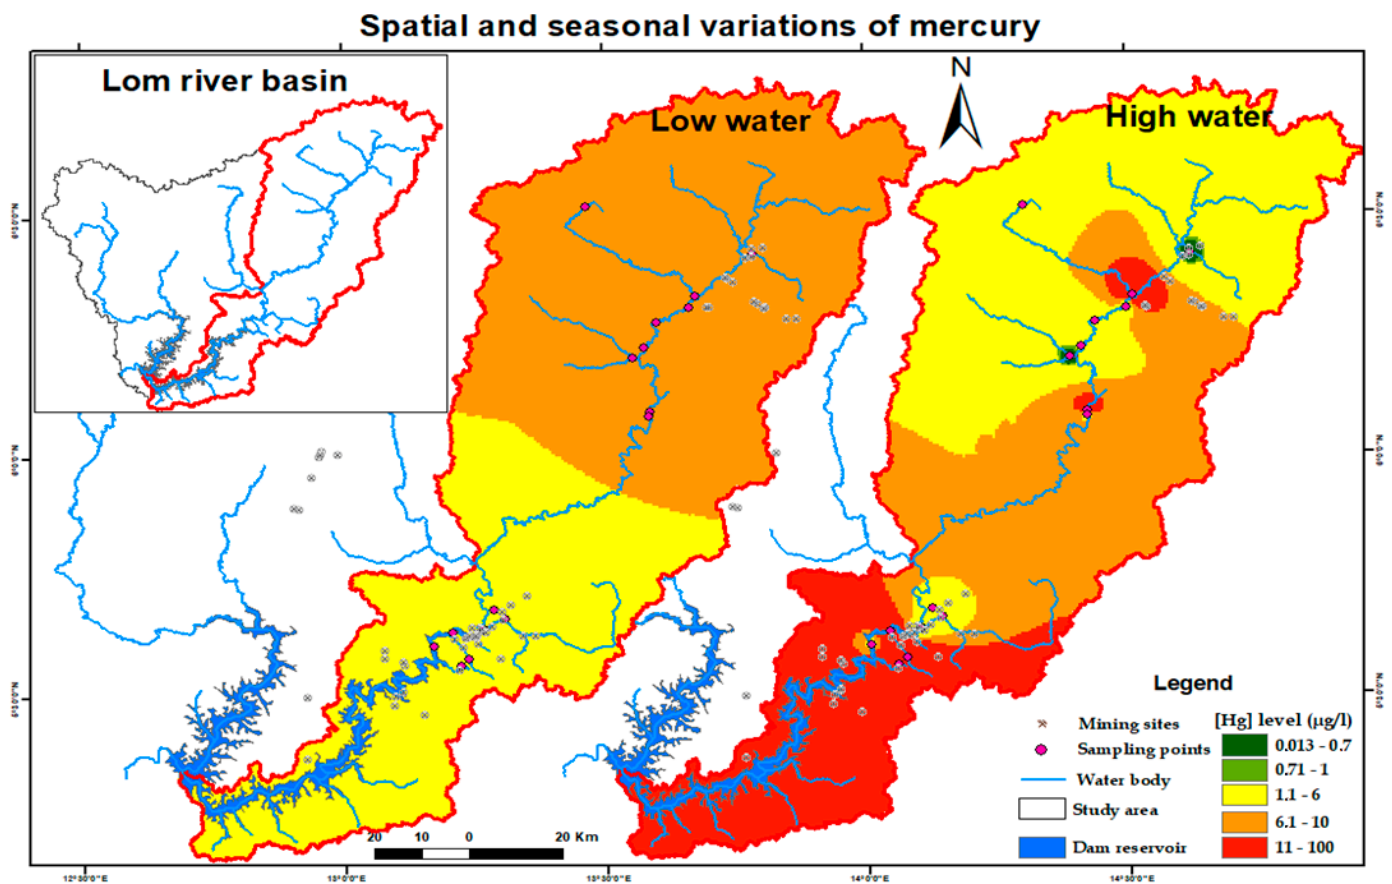 Spatial and seasonal variations of mercury
Lom river basin
Low water
N
High water
Legend
Mining sites
Sampling points
Water body
Study area
Dam reservoir
[Hg] level (µg/l)
0.013 - 0.7
0.71 - 1
1.1 - 6
6.1 - 10
11 - 100
20 10 0 20 Km
12°30'0"E 13°0'0"E 13°30'0"E 14°0'0"E 14°30'0"E